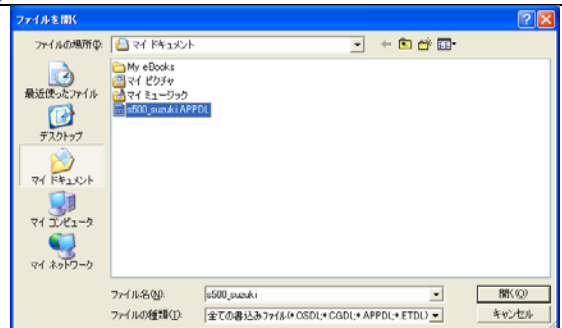 ファイルを開く
ファイルの場所(I):
マイ ドキュメント
My eBooks
マイ ピクチャ
マイ ミュージック
s500_suzuki.APPDL
最近使ったファイル
デスクトップ
マイ ドキュメント
マイ コンピュータ
マイ ネットワーク
ファイル名(N):
s500_suzuki
開く(O)
ファイルの種類(T):
全ての書込みファイル(*.OSDL;*.CGDL;*.APPDL;*.ETDL)
キャンセル